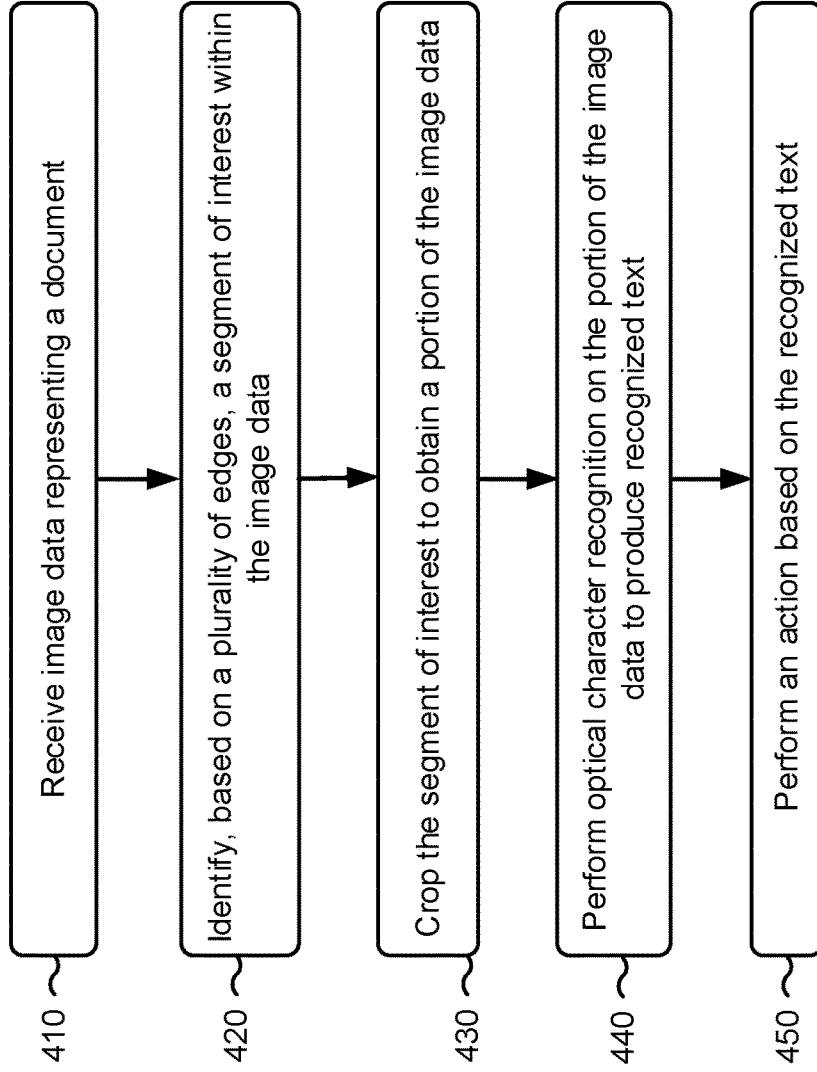 410
Receive image data representing a document
420
Identify, based on a plurality of edges, a segment of interest within
the image data
430
Crop the segment of interest to obtain a portion of the image data
440
Perform optical character recognition on the portion of the image
data to produce recognized text
450
Perform an action based on the recognized text